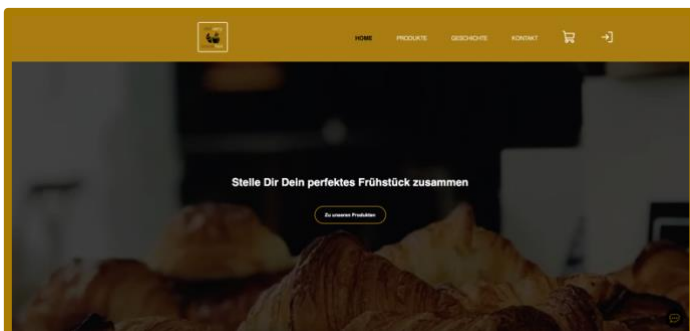 HOME
PRODUKTE
GESCHICHTE
KONTAKT
Stelle Dir Dein perfektes Frühstück zusammen
Zu unseren Produkten